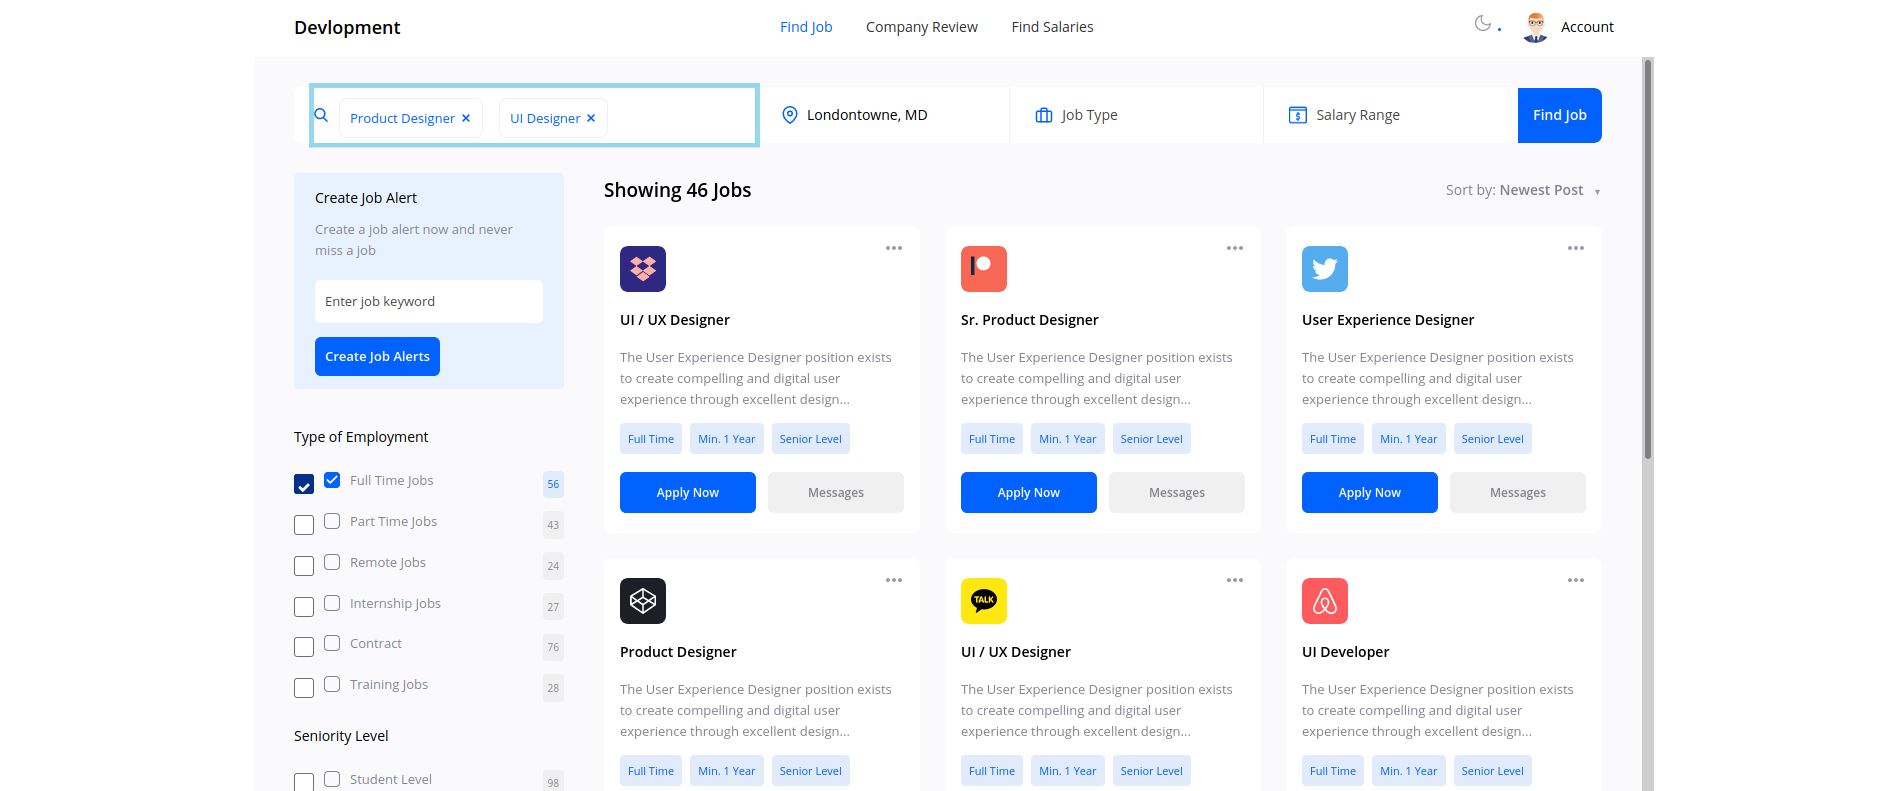 Devlopment
Find Job
Company Review
Find Salaries
Account
Product Designer ×
UI Designer ×
Londontowne, MD
Job Type
Salary Range
Find Job
Create Job Alert
Create a job alert now and never
miss a job
Enter job keyword
Create Job Alerts
Type of Employment
Full Time Jobs 56
Part Time Jobs 43
Remote Jobs 24
Internship Jobs 27
Contract 76
Training Jobs 28
Seniority Level
Student Level 98
Showing 46 Jobs
Sort by: Newest Post
UI / UX Designer
The User Experience Designer position exists
to create compelling and digital user
experience through excellent design...
Full Time
Min. 1 Year
Senior Level
Apply Now
Messages
Sr. Product Designer
The User Experience Designer position exists
to create compelling and digital user
experience through excellent design...
Full Time
Min. 1 Year
Senior Level
Apply Now
Messages
User Experience Designer
The User Experience Designer position exists
to create compelling and digital user
experience through excellent design...
Full Time
Min. 1 Year
Senior Level
Apply Now
Messages
Product Designer
The User Experience Designer position exists
to create compelling and digital user
experience through excellent design...
Full Time
Min. 1 Year
Senior Level
TALK
UI / UX Designer
The User Experience Designer position exists
to create compelling and digital user
experience through excellent design...
Full Time
Min. 1 Year
Senior Level
UI Developer
The User Experience Designer position exists
to create compelling and digital user
experience through excellent design...
Full Time
Min. 1 Year
Senior Level